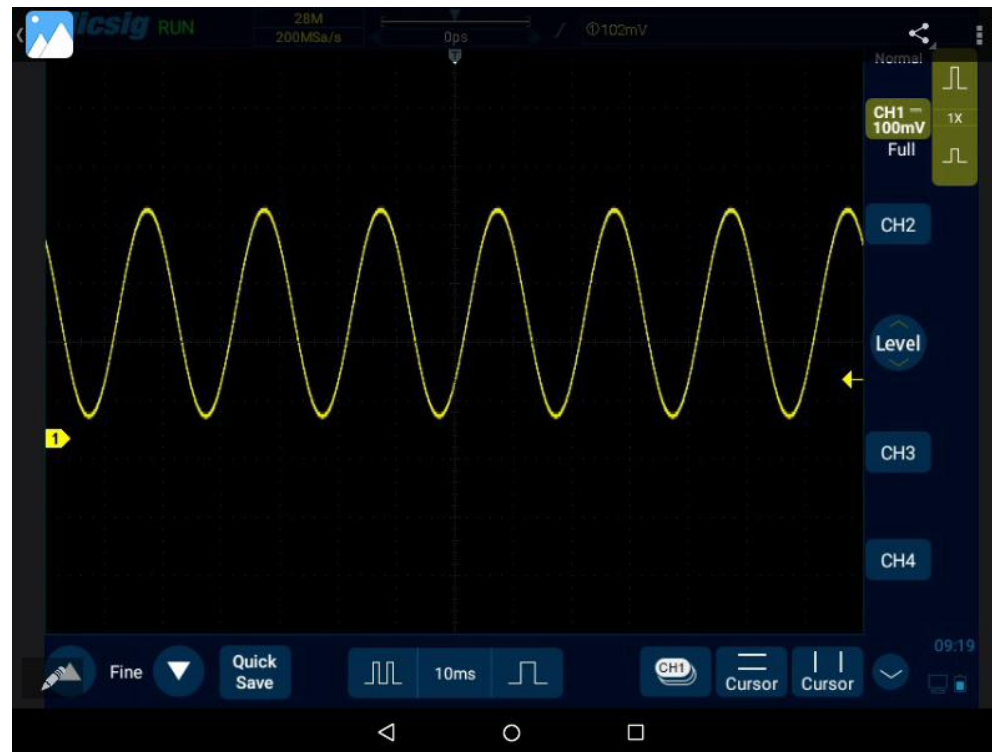 icsig RUN
28M
200MSa/s
0ps
T
①102mV
Normal
CH1
100mV
1X
Full
CH2
Level
1
CH3
CH4
Fine
Quick
Save
10ms
CH1
Cursor
Cursor
09:19